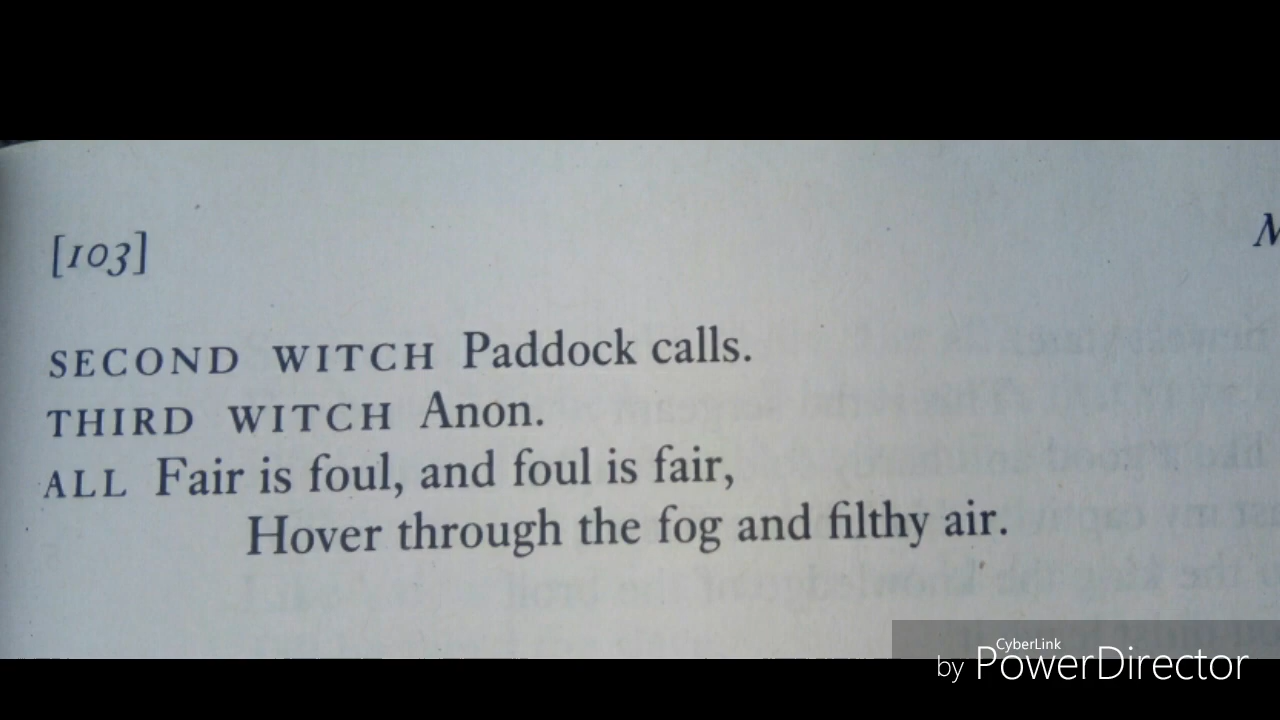 [103]
M
SECOND WITCH Paddock calls.
THIRD WITCH Anon.
ALL Fair is foul, and foul is fair,
Hover through the fog and filthy air.
CyberLink
by PowerDirector